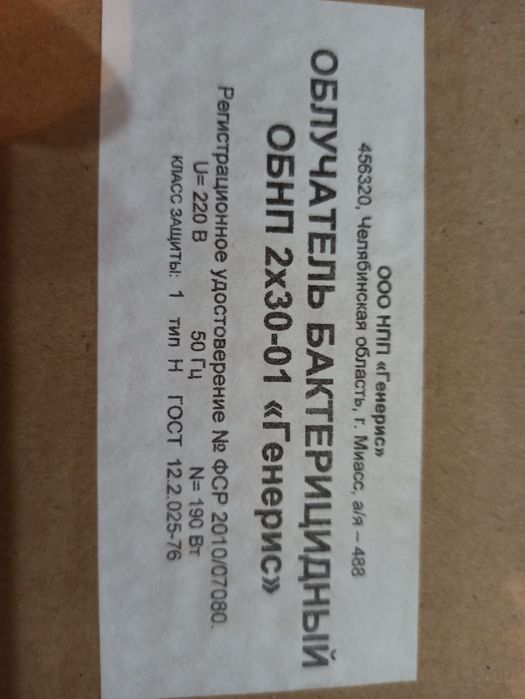 ООО НПП «Генерис»
456320, Челябинская область, г. Миасс, а/я – 488
ОБЛУЧАТЕЛЬ БАКТЕРИЦИДНЫЙ
ОБНП 2х30-01 «Генерис»
Регистрационное удостоверение № ФСР 2010/07080.
U= 220 В 50 Гц N= 190 Вт
КЛАСС ЗАЩИТЫ: 1 тип Н ГОСТ 12.2.025-76